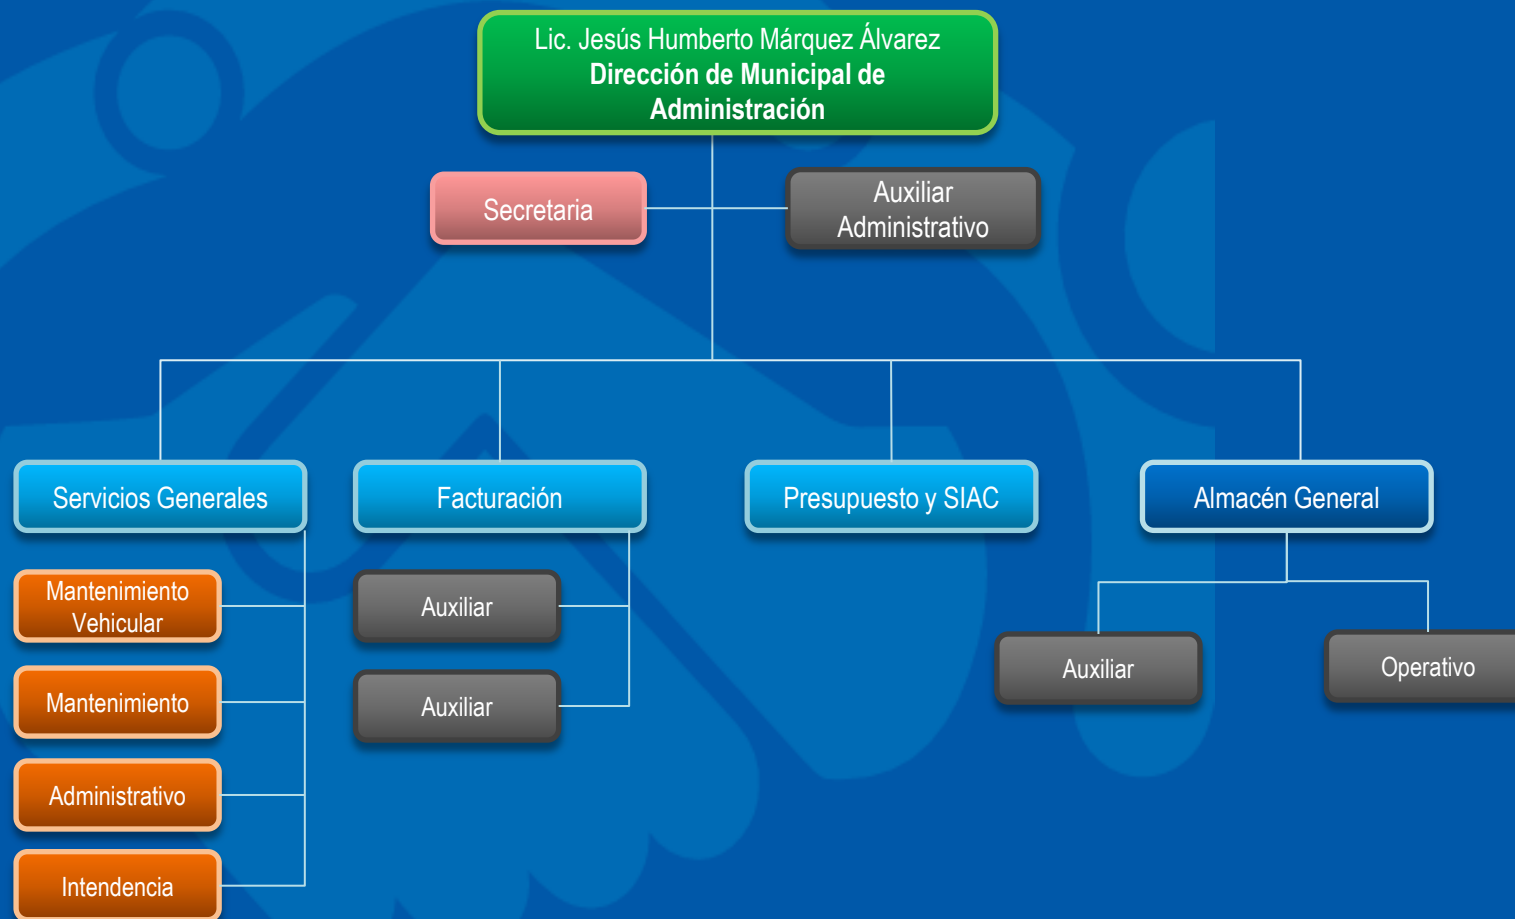 Lic. Jesús Humberto Márquez Álvarez
Dirección de Municipal de
Administración
Secretaria
Auxiliar
Administrativo
Servicios Generales
Facturación
Presupuesto y SIAC
Almacén General
Mantenimiento
Vehicular
Mantenimiento
Administrativo
Intendencia
Auxiliar
Auxiliar
Auxiliar
Operativo